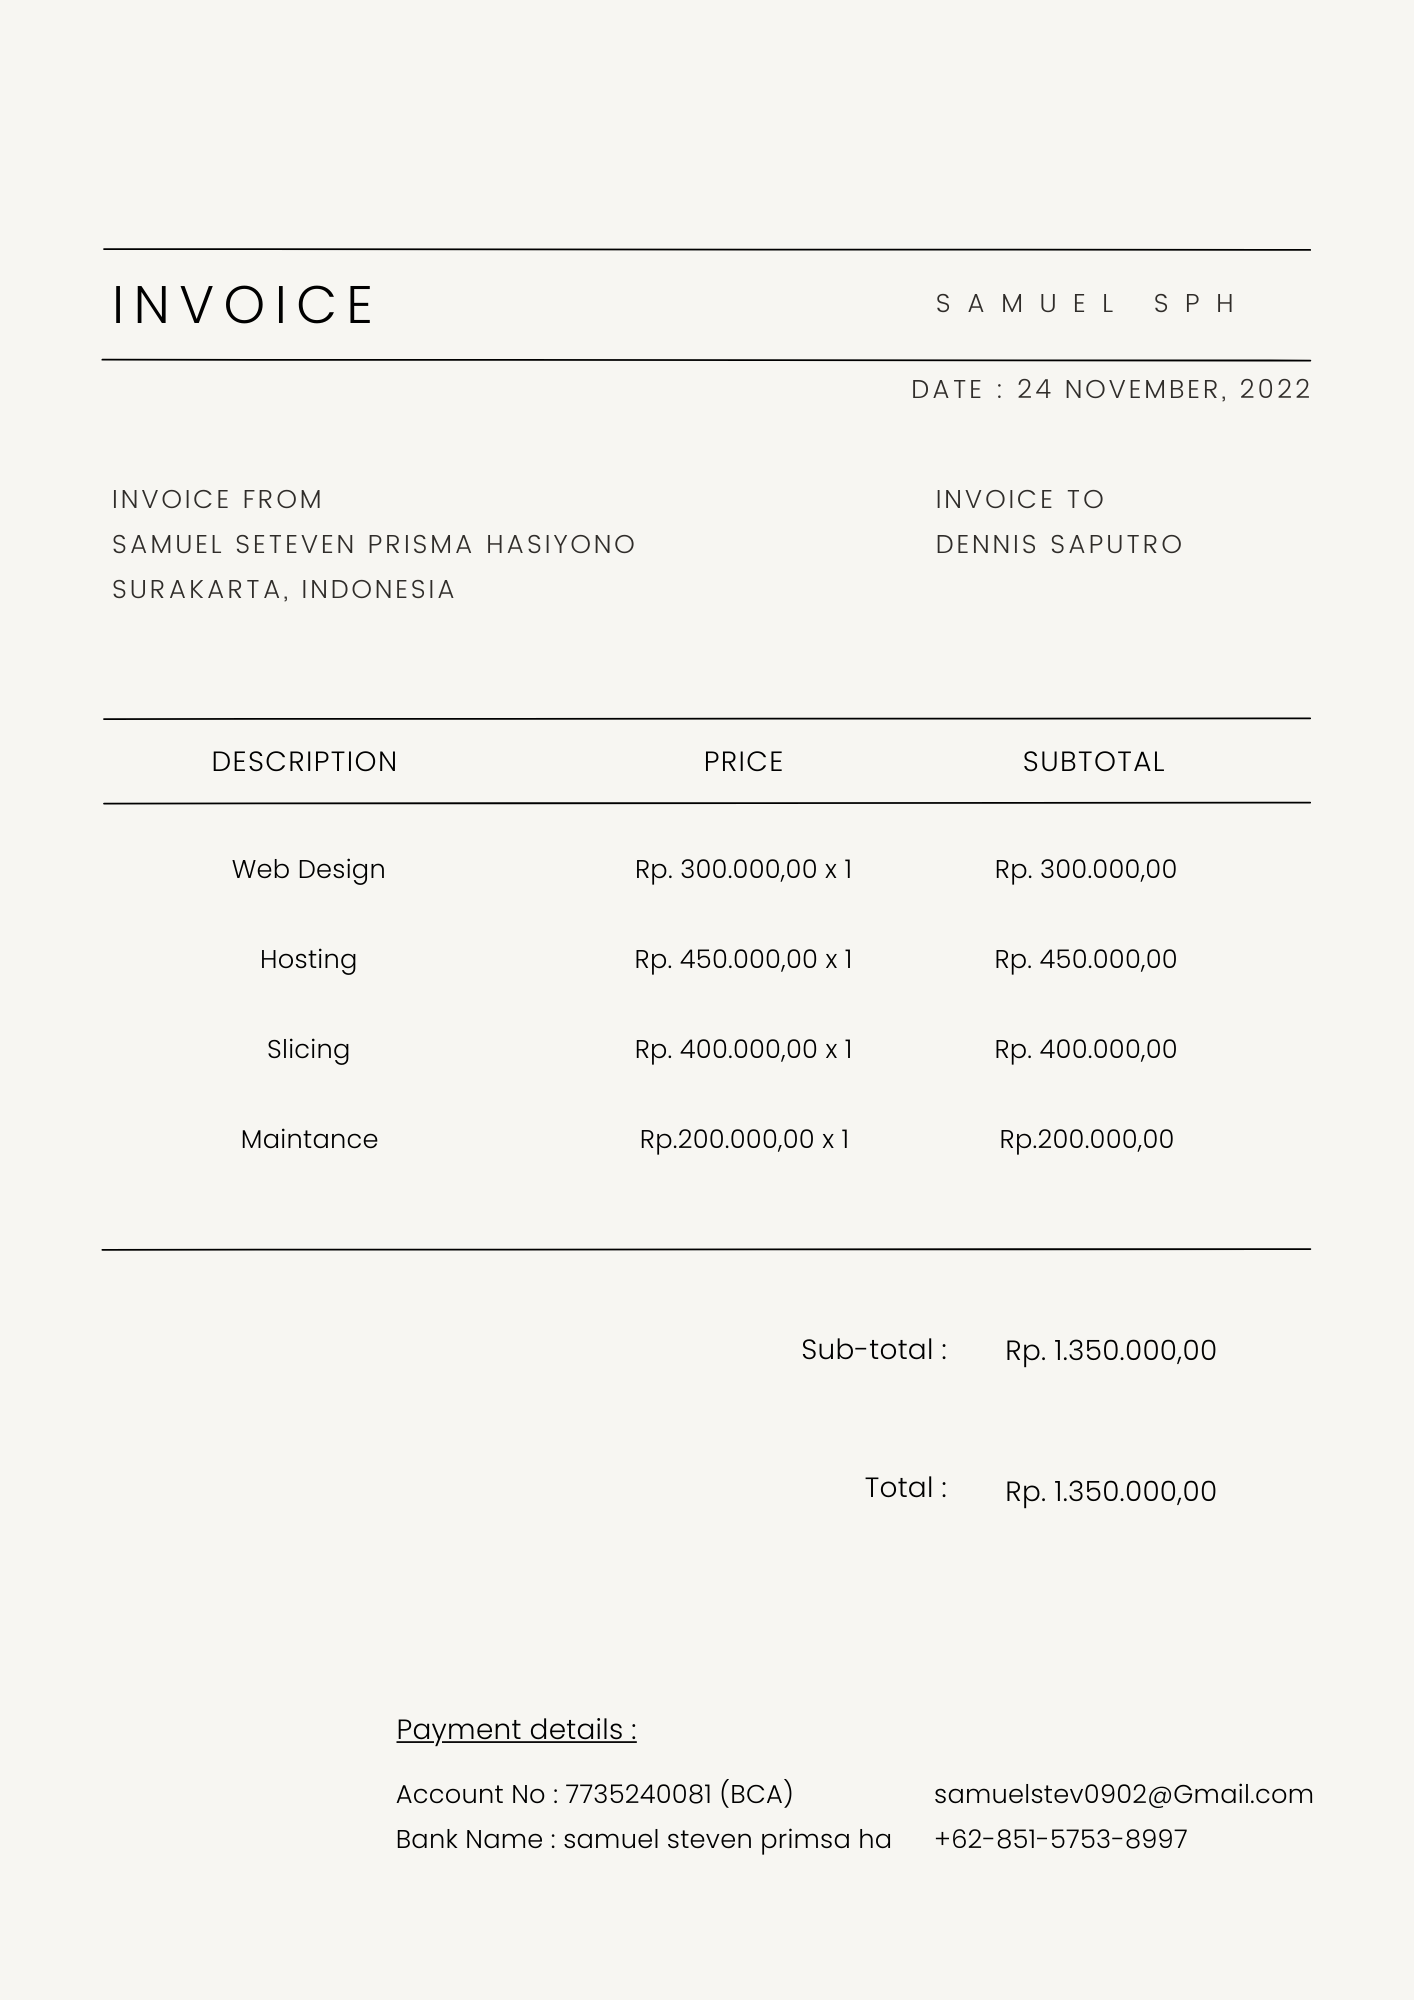 INVOICE
SAMUEL SPH
DATE : 24 NOVEMBER, 2022
INVOICE FROM
SAMUEL SETEVEN PRISMA HASIYONO
SURAKARTA, INDONESIA
INVOICE TO
DENNIS SAPUTRO
DESCRIPTION PRICE SUBTOTAL
Web Design Rp. 300.000,00 x 1 Rp. 300.000,00
Hosting Rp. 450.000,00 x 1 Rp. 450.000,00
Slicing Rp. 400.000,00 x 1 Rp. 400.000,00
Maintance Rp.200.000,00 x 1 Rp.200.000,00
Sub-total : Rp. 1.350.000,00
Total : Rp. 1.350.000,00
Payment details :
Account No : 7735240081 (BCA)
Bank Name : samuel steven primsa ha
samuelstev0902@Gmail.com
+62-851-5753-8997